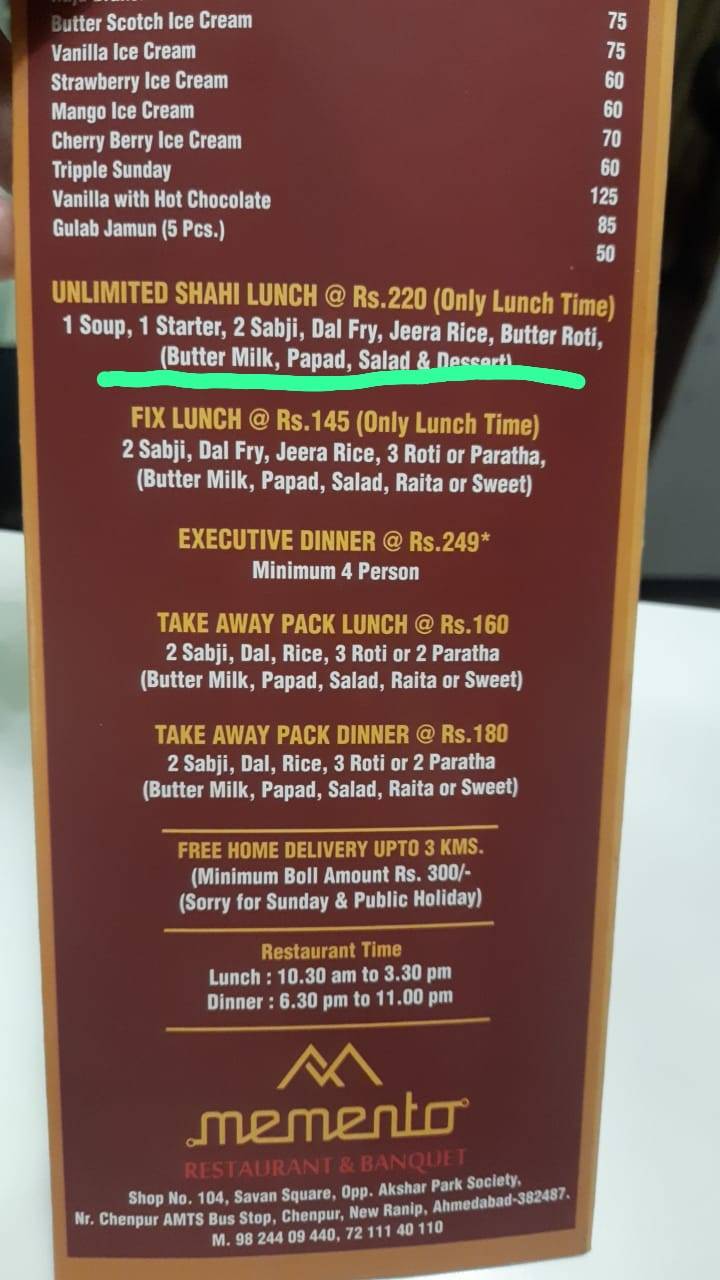 Butter Scotch Ice Cream 75
Vanilla Ice Cream 75
Strawberry Ice Cream 60
Mango Ice Cream 60
Cherry Berry Ice Cream 70
Tripple Sunday 60
Vanilla with Hot Chocolate 125
Gulab Jamun (5 Pcs.) 85
50
UNLIMITED SHAHI LUNCH @ Rs.220 (Only Lunch Time)
1 Soup, 1 Starter, 2 Sabji, Dal Fry, Jeera Rice, Butter Roti,
(Butter Milk, Papad, Salad & Dessert)
FIX LUNCH @ Rs.145 (Only Lunch Time)
2 Sabji, Dal Fry, Jeera Rice, 3 Roti or Paratha,
(Butter Milk, Papad, Salad, Raita or Sweet)
EXECUTIVE DINNER @ Rs.249*
Minimum 4 Person
TAKE AWAY PACK LUNCH @ Rs.160
2 Sabji, Dal, Rice, 3 Roti or 2 Paratha
(Butter Milk, Papad, Salad, Raita or Sweet)
TAKE AWAY PACK DINNER @ Rs.180
2 Sabji, Dal, Rice, 3 Roti or 2 Paratha
(Butter Milk, Papad, Salad, Raita or Sweet)
FREE HOME DELIVERY UPTO 3 KMS.
(Minimum Boll Amount Rs. 300/-
(Sorry for Sunday & Public Holiday)
Restaurant Time
Lunch : 10.30 am to 3.30 pm
Dinner : 6.30 pm to 11.00 pm
memento
RESTAURANT & BANQUET
Shop No. 104, Savan Square, Opp. Akshar Park Society,
Nr. Chenpur AMTS Bus Stop, Chenpur, New Ranip, Ahmedabad-382487.
M. 98 244 09 440, 72 111 40 110